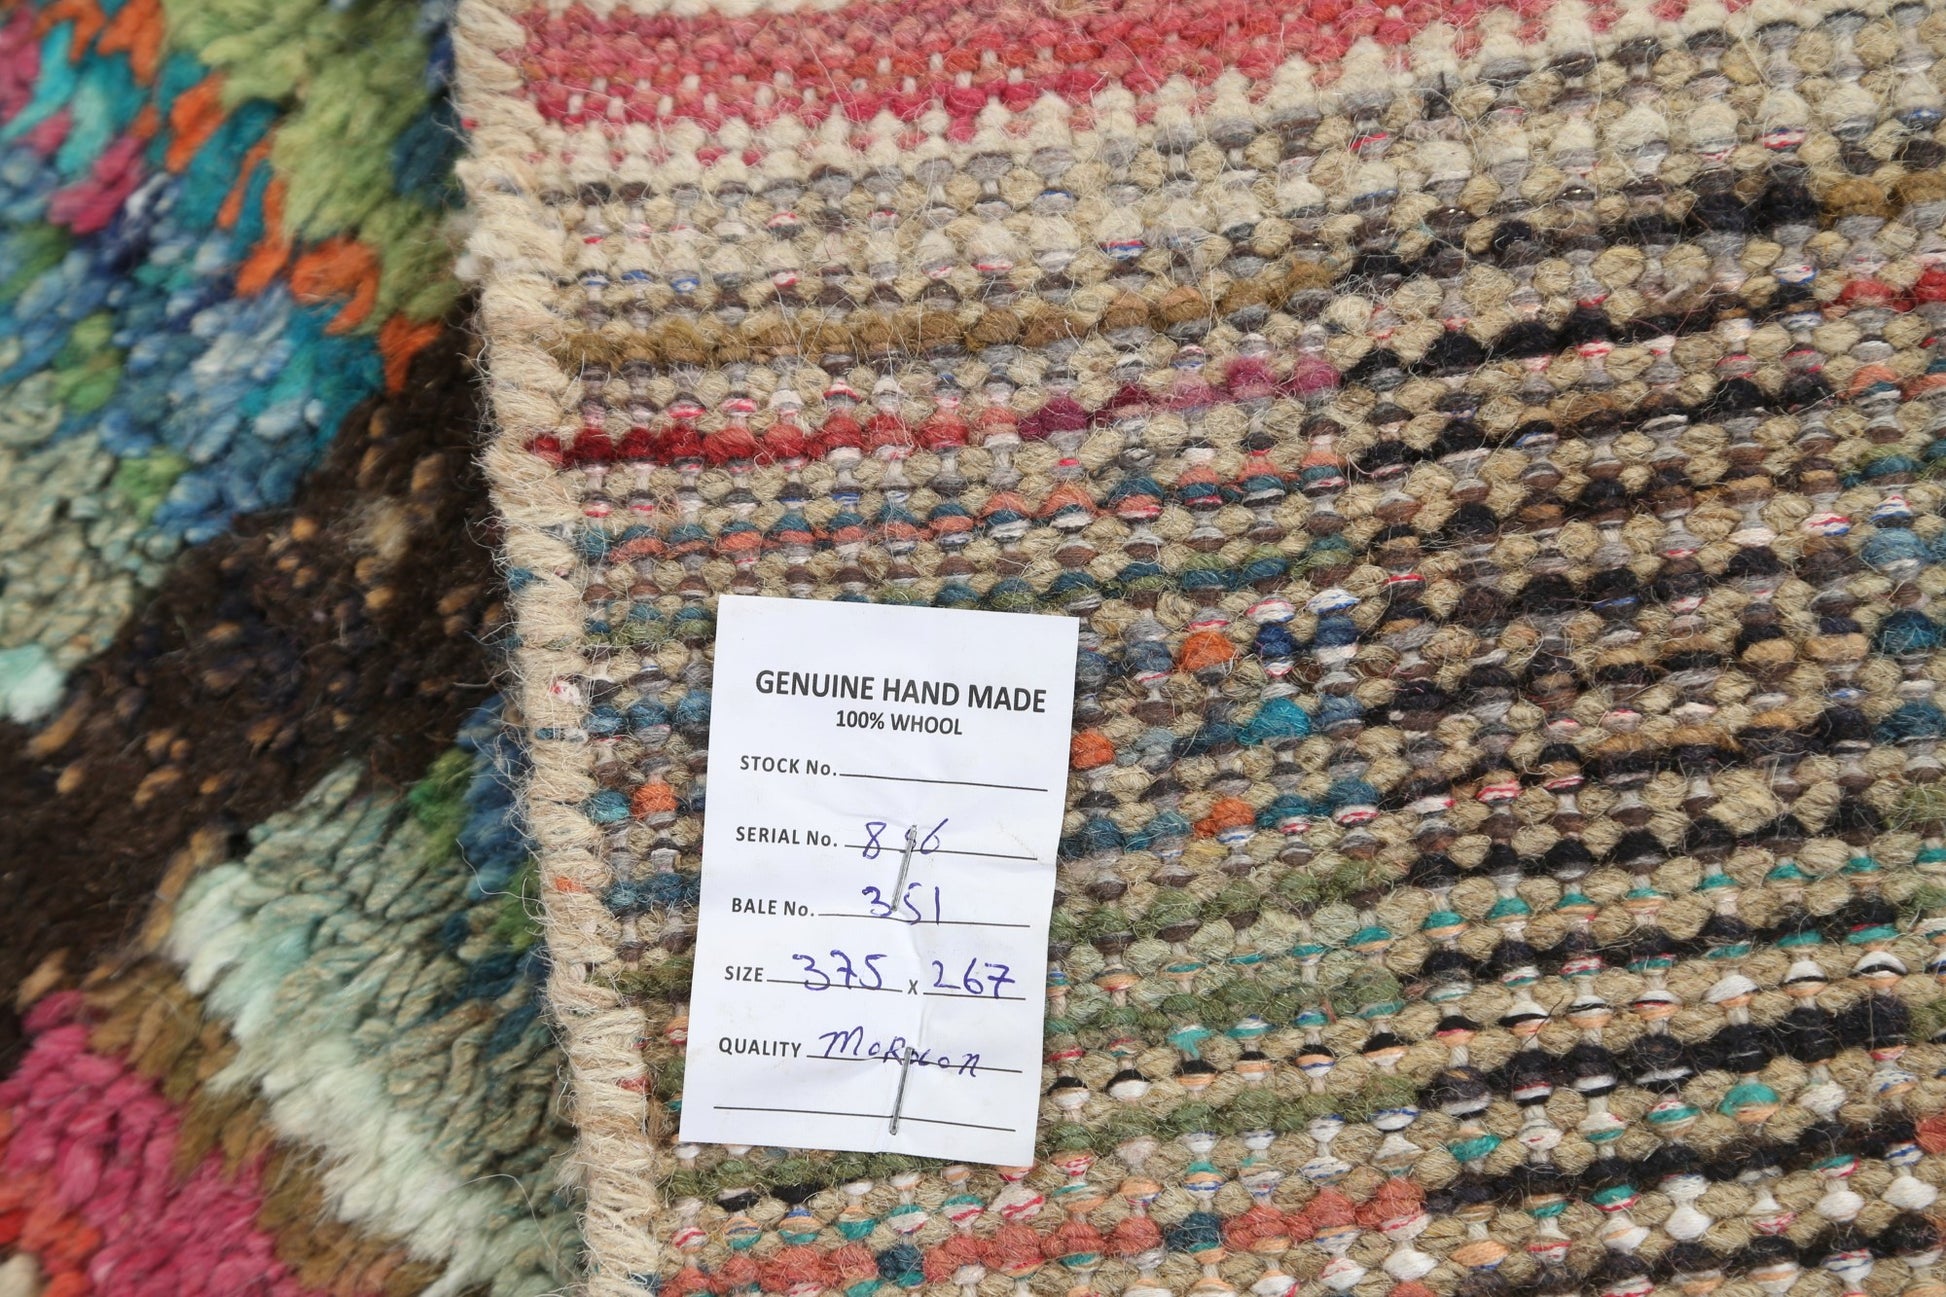 GENUINE HAND MADE
100% WHOOL
STOCK No.
SERIAL No.
BALE No. 351
SIZE 375 x 267
QUALITY